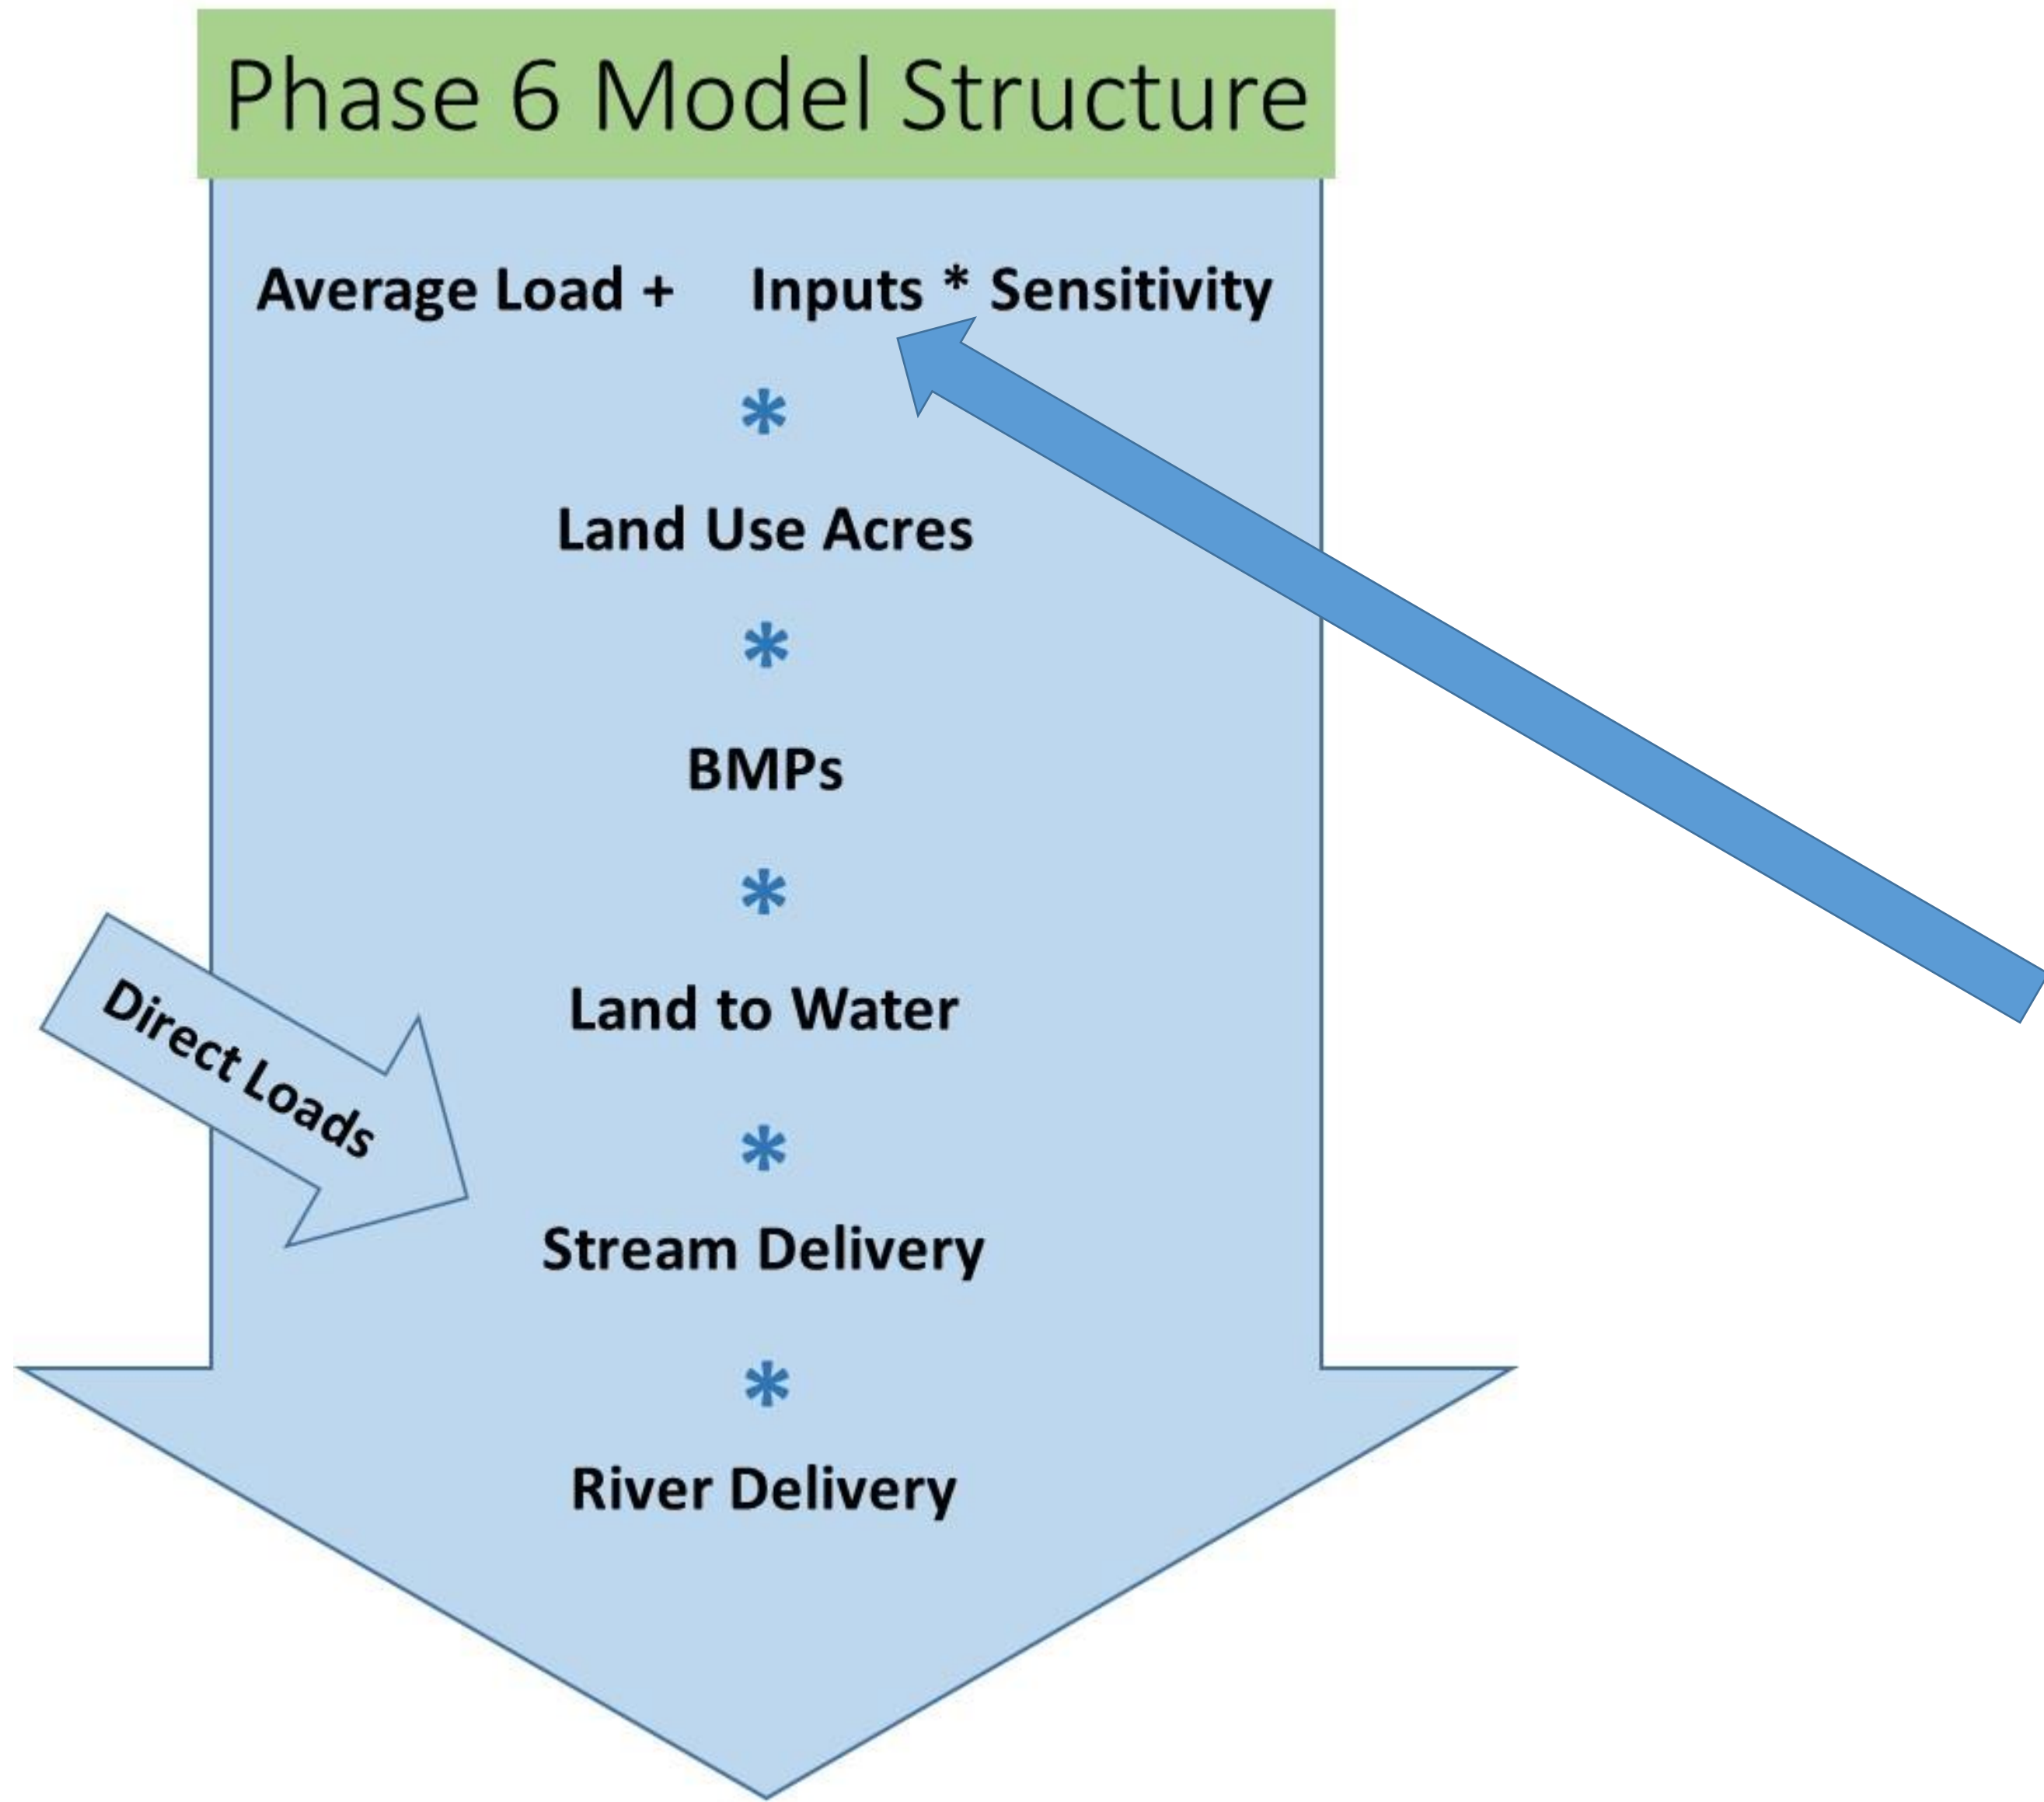 Phase 6 Model Structure
Average Load + Inputs * Sensitivity
*
Land Use Acres
*
BMPs
*
Land to Water
*
Direct Loads
Stream Delivery
*
River Delivery